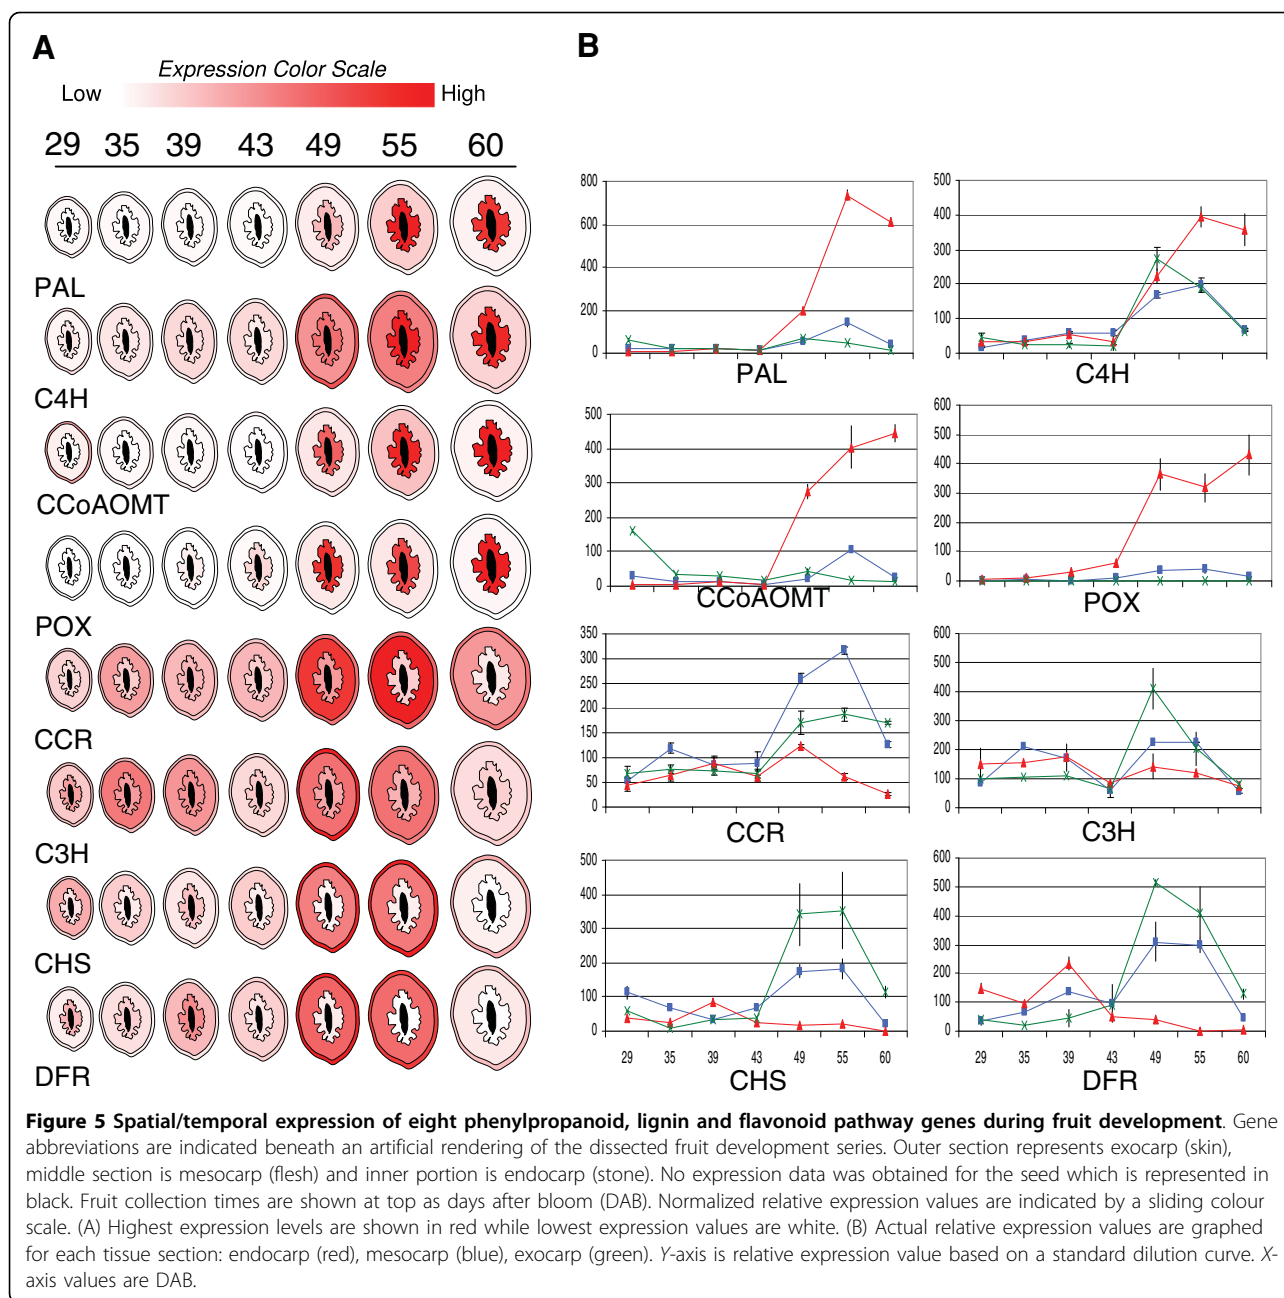 A
B
Expression Color Scale
Low
High
29 35 39 43 49 55 60
PAL
C4H
CCoAOMT
POX
CCR
C3H
CHS
DFR
800
600
400
200
0
PAL
500
400
300
200
100
0
C4H
500
400
300
200
100
0
CCoAOMT
600
500
400
300
200
100
0
POX
350
300
250
200
150
100
50
0
CCR
600
500
400
300
200
100
0
C3H
500
400
300
200
100
0
29 35 39 43 49 55 60
CHS
600
500
400
300
200
100
0
29 35 39 43 49 55 60
DFR
Figure 5 Spatial/temporal expression of eight phenylpropanoid, lignin and flavonoid pathway genes during fruit development. Gene
abbreviations are indicated beneath an artificial rendering of the dissected fruit development series. Outer section represents exocarp (skin),
middle section is mesocarp (flesh) and inner portion is endocarp (stone). No expression data was obtained for the seed which is represented in
black. Fruit collection times are shown at top as days after bloom (DAB). Normalized relative expression values are indicated by a sliding colour
scale. (A) Highest expression levels are shown in red while lowest expression values are white. (B) Actual relative expression values are graphed
for each tissue section: endocarp (red), mesocarp (blue), exocarp (green). Y-axis is relative expression value based on a standard dilution curve. X-
axis values are DAB.